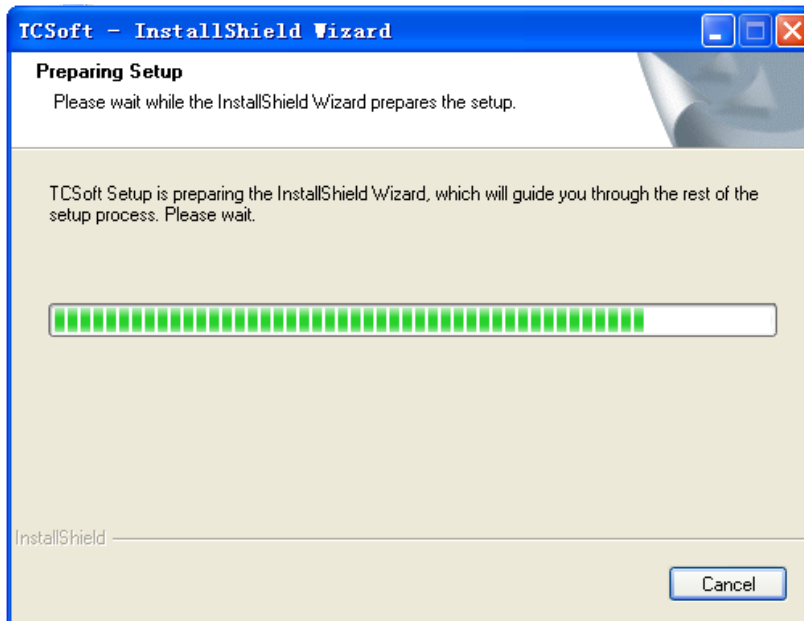 TCSoft - InstallShield Wizard
Preparing Setup
Please wait while the InstallShield Wizard prepares the setup.
TCSoft Setup is preparing the InstallShield Wizard, which will guide you through the rest of the
setup process. Please wait.
InstallShield
Cancel